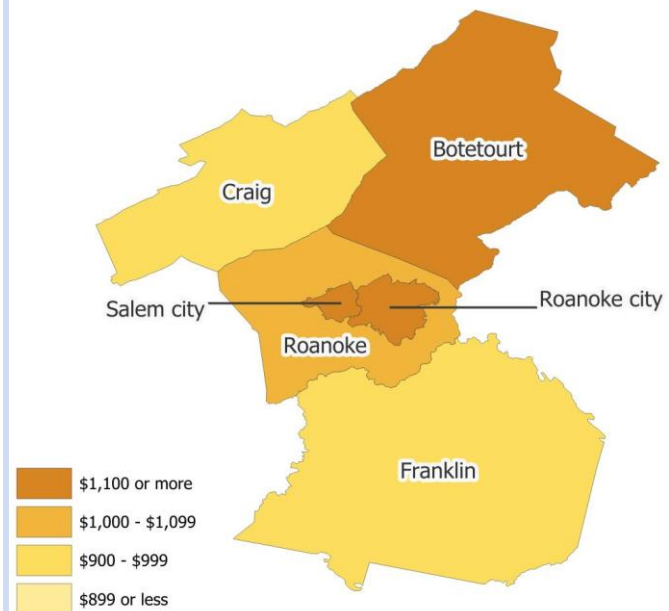 Botetourt
Craig
Salem city
Roanoke city
Roanoke
Franklin
$1,100 or more
$1,000 - $1,099
$900 - $999
$899 or less